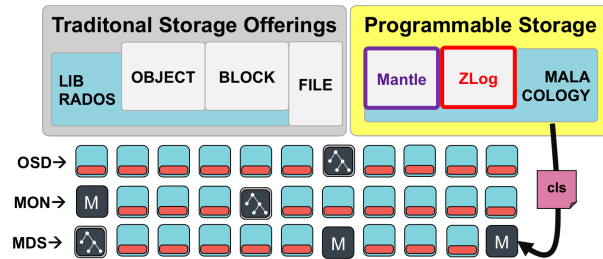 Traditonal Storage Offerings
Programmable Storage
LIB
RADOS
OBJECT
BLOCK
FILE
Mantle
ZLog
MALA
COLOGY
OSD→
MON→
MDS→
M
M
M
cls